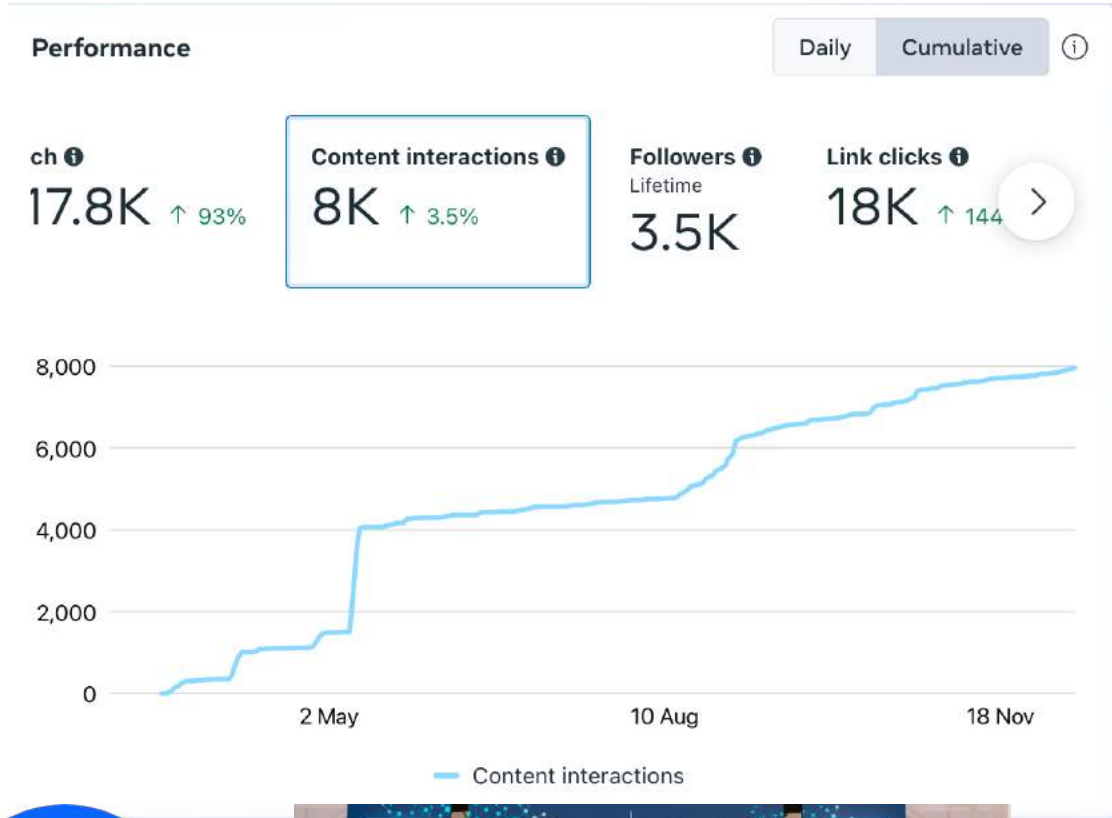 Performance
Daily
Cumulative
ch
17.8K ↑ 93%
Content interactions
8K ↑ 3.5%
Followers
Lifetime
3.5K
Link clicks
18K ↑ 144
8,000
6,000
4,000
2,000
0
2 May
10 Aug
18 Nov
Content interactions